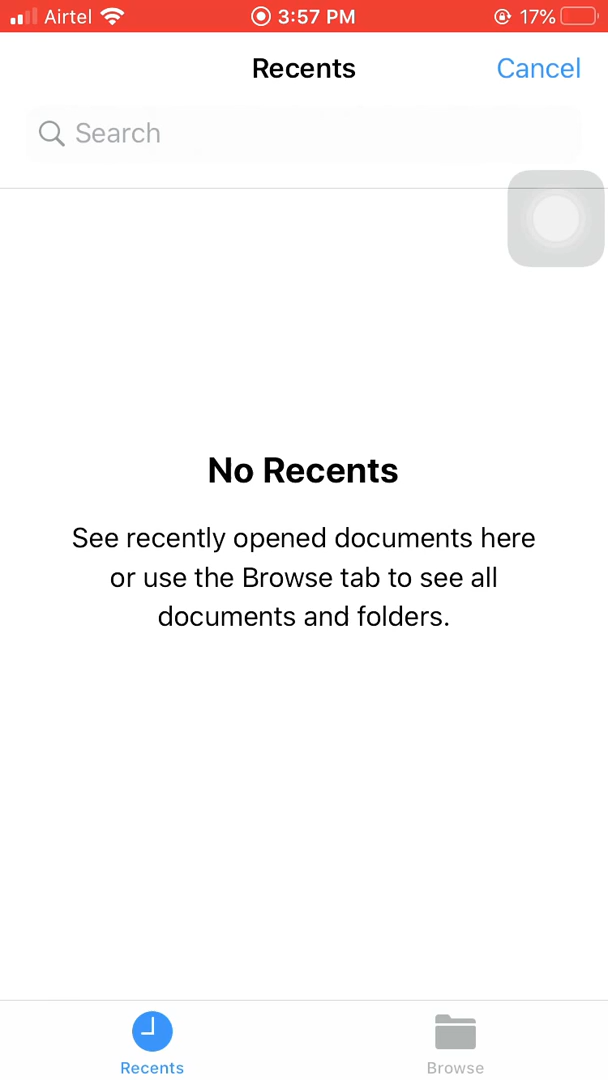 Airtel 3:57 PM 17%
Recents Cancel
Search
No Recents
See recently opened documents here
or use the Browse tab to see all
documents and folders.
Recents Browse